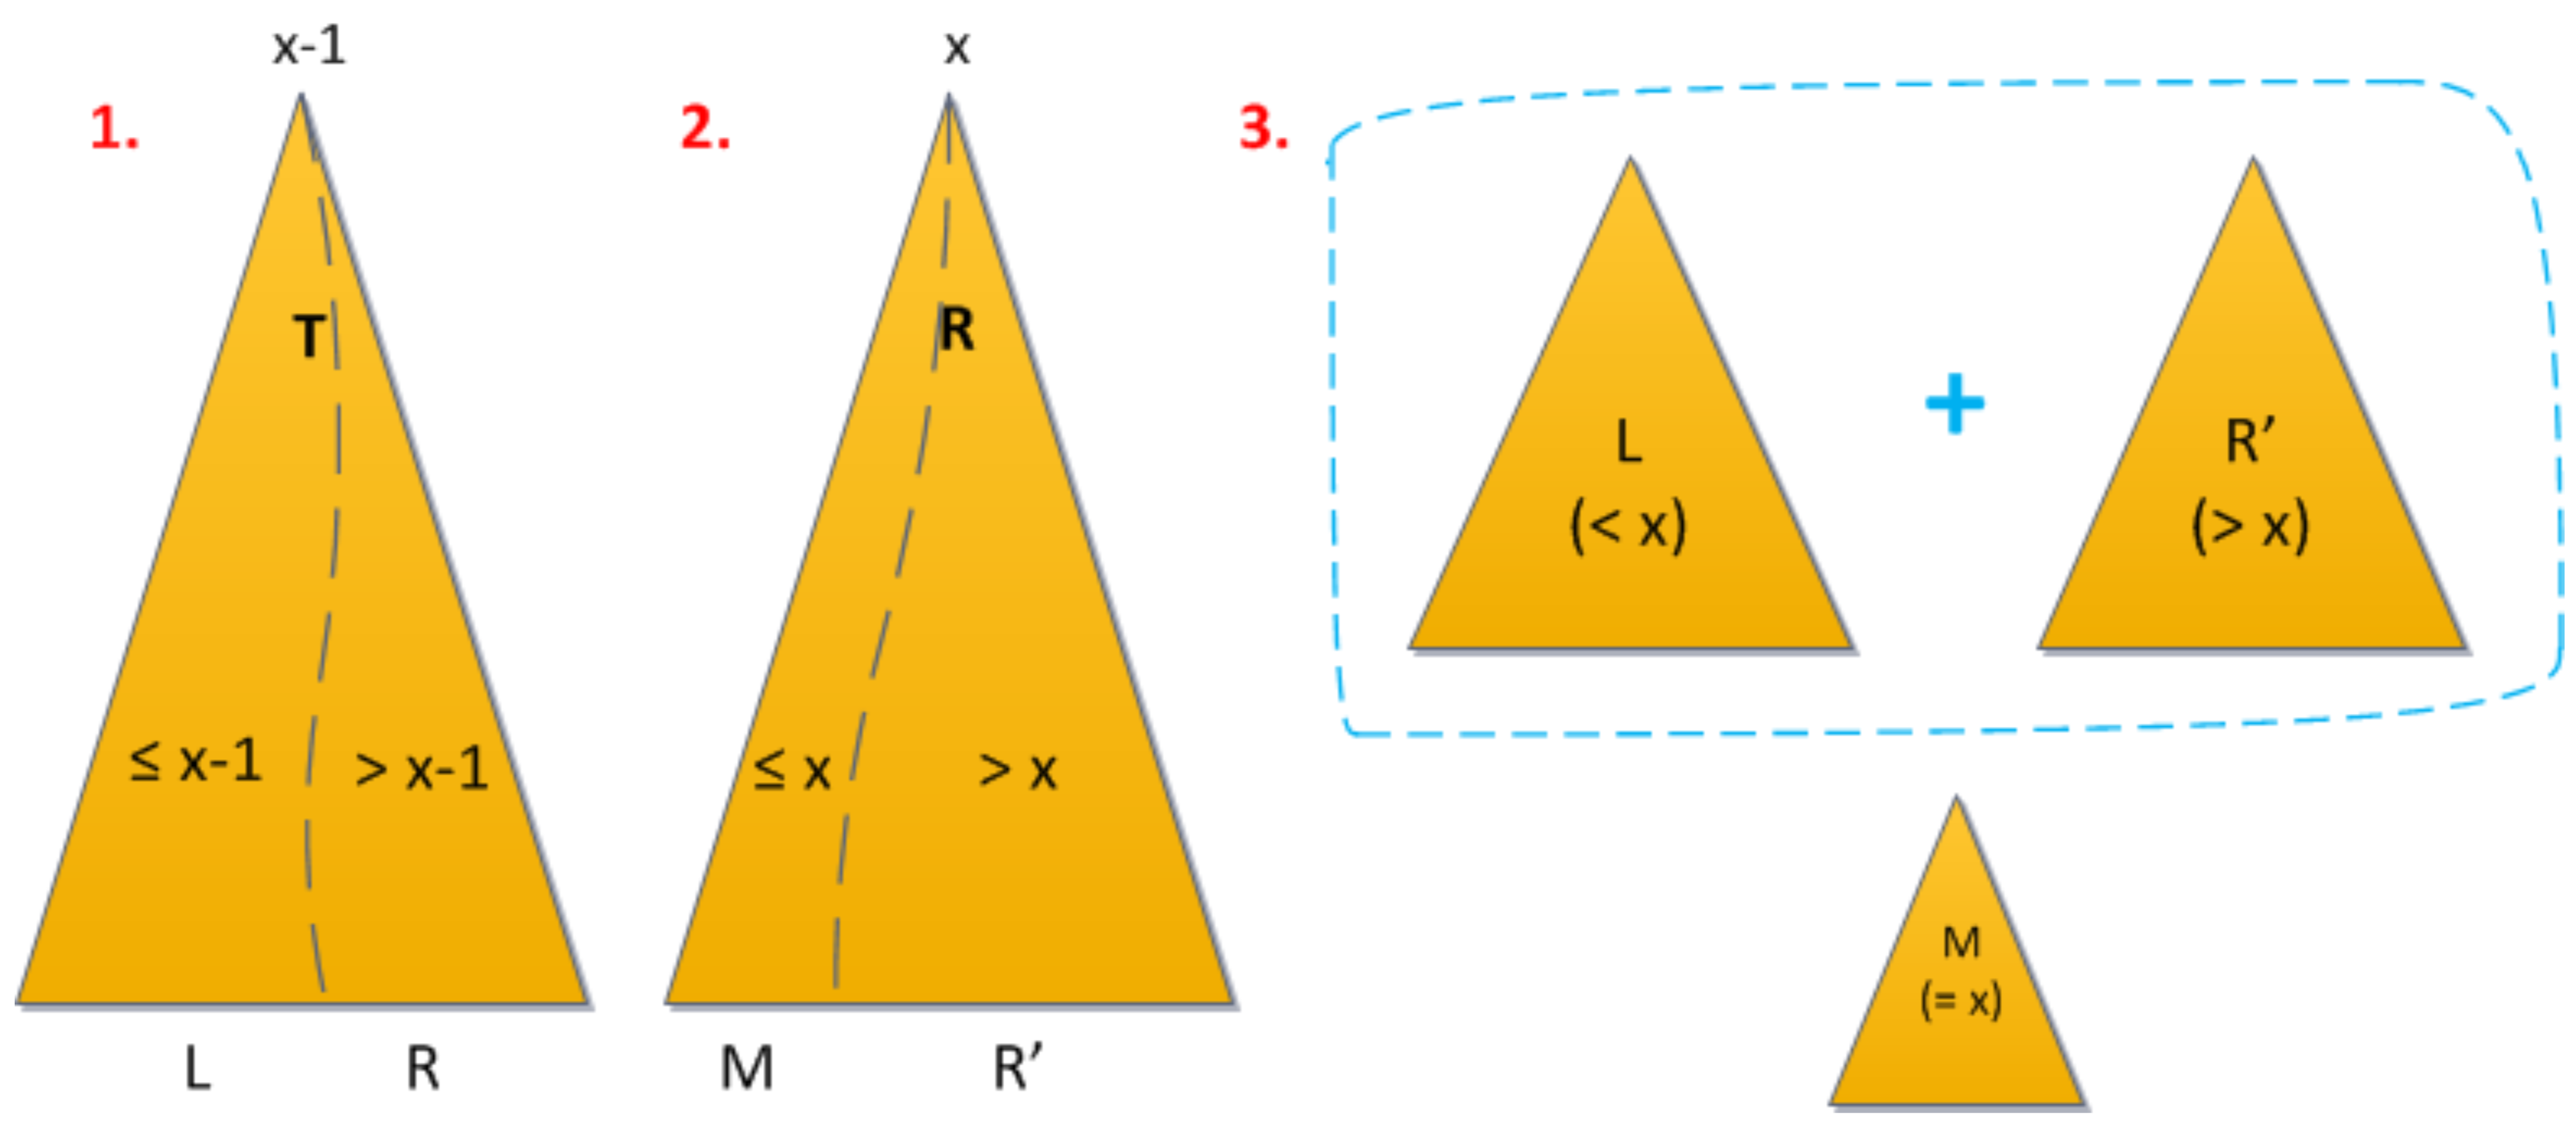 x-1
1.
T
≤ x-1
> x-1
L
R
x
2.
R
≤ x
> x
M
R’
3.
L
(< x)
+
R’
(> x)
M
(= x)